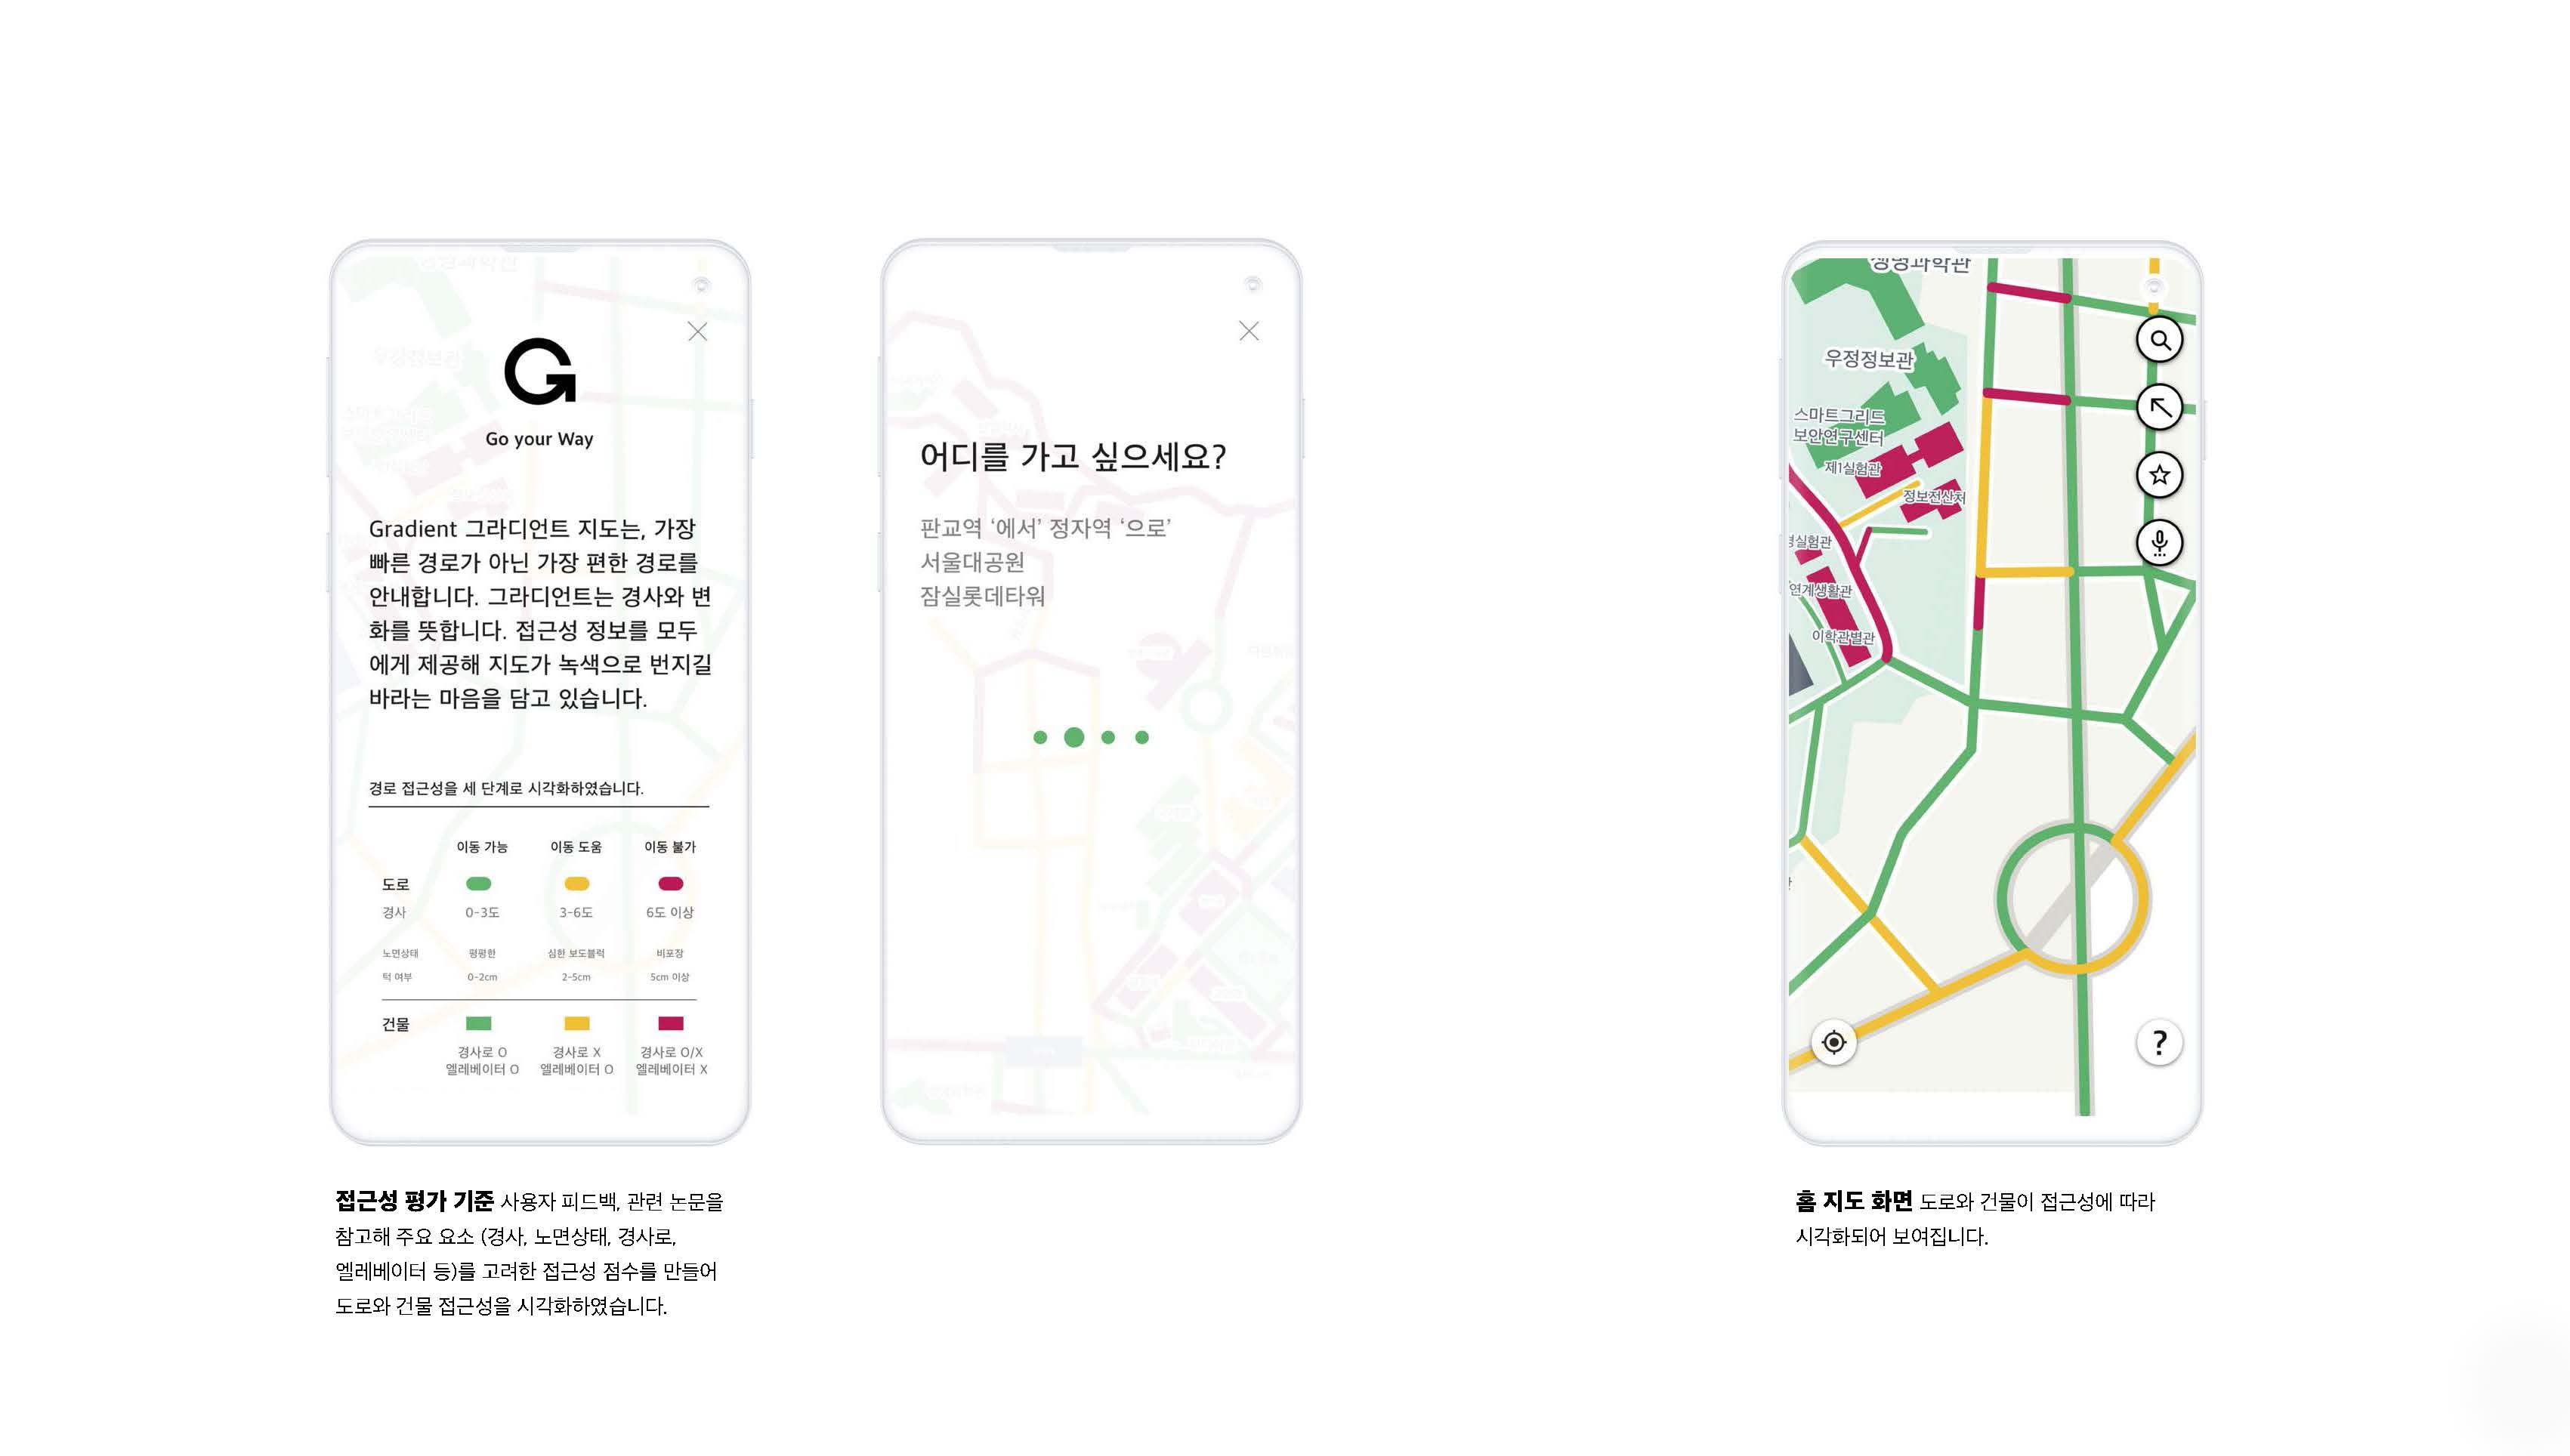 G
Go your Way
Gradient 그라디언트 지도는, 가장
빠른 경로가 아닌 가장 편한 경로를
안내합니다. 그라디언트는 경사와 변
화를 뜻합니다. 접근성 정보를 모두
에게 제공해 지도가 녹색으로 번지길
바라는 마음을 담고 있습니다.
경로 접근성을 세 단계로 시각화하였습니다.
이동 가능 이동 도움 이동 불가
도로
경사 0-3도 3-6도 6도 이상
노면상태 평평한 심한 보도블럭 비포장
턱 여부 0-2cm 2-5cm 5cm 이상
건물
경사로 O 경사로 X 경사로 O/X
엘레베이터 O 엘레베이터 O 엘레베이터 X
접근성 평가 기준 사용자 피드백, 관련 논문을
참고해 주요 요소 (경사, 노면상태, 경사로,
엘레베이터 등)를 고려한 접근성 점수를 만들어
도로와 건물 접근성을 시각화하였습니다.
어디를 가고 싶으세요?
판교역 ‘에서’ 정자역 ‘으로’
서울대공원
잠실롯데타워
생명과학관
우정정보관
스마트그리드
보안연구센터
제1실험관
정보전산처
실험관
연계생활관
이학관별관
?
홈 지도 화면 도로와 건물이 접근성에 따라
시각화되어 보여집니다.